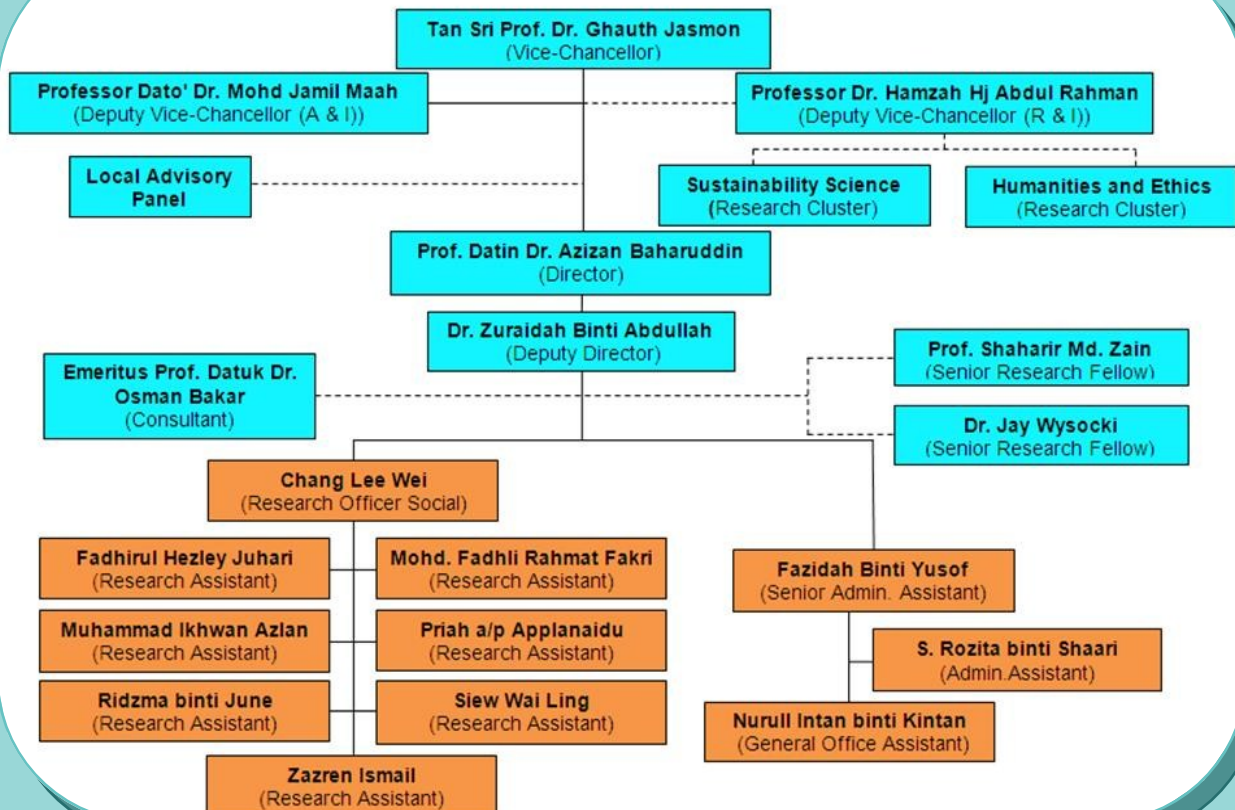 Tan Sri Prof. Dr. Ghauth Jasmon
(Vice-Chancellor)
Professor Dato' Dr. Mohd Jamil Maah
(Deputy Vice-Chancellor (A & I))
Professor Dr. Hamzah Hj Abdul Rahman
(Deputy Vice-Chancellor (R & I))
Local Advisory
Panel
Sustainability Science
(Research Cluster)
Humanities and Ethics
(Research Cluster)
Prof. Datin Dr. Azizan Baharuddin
(Director)
Dr. Zuraidah Binti Abdullah
(Deputy Director)
Emeritus Prof. Datuk Dr.
Osman Bakar
(Consultant)
Prof. Shaharir Md. Zain
(Senior Research Fellow)
Dr. Jay Wysocki
(Senior Research Fellow)
Chang Lee Wei
(Research Officer Social)
Fadhirul Hezley Juhari
(Research Assistant)
Mohd. Fadhli Rahmat Fakri
(Research Assistant)
Muhammad Ikhwan Azlan
(Research Assistant)
Priah a/p Applanaidu
(Research Assistant)
Ridzma binti June
(Research Assistant)
Siew Wai Ling
(Research Assistant)
Zazren Ismail
(Research Assistant)
Fazidah Binti Yusof
(Senior Admin. Assistant)
S. Rozita binti Shaari
(Admin.Assistant)
Nurull Intan binti Kintan
(General Office Assistant)